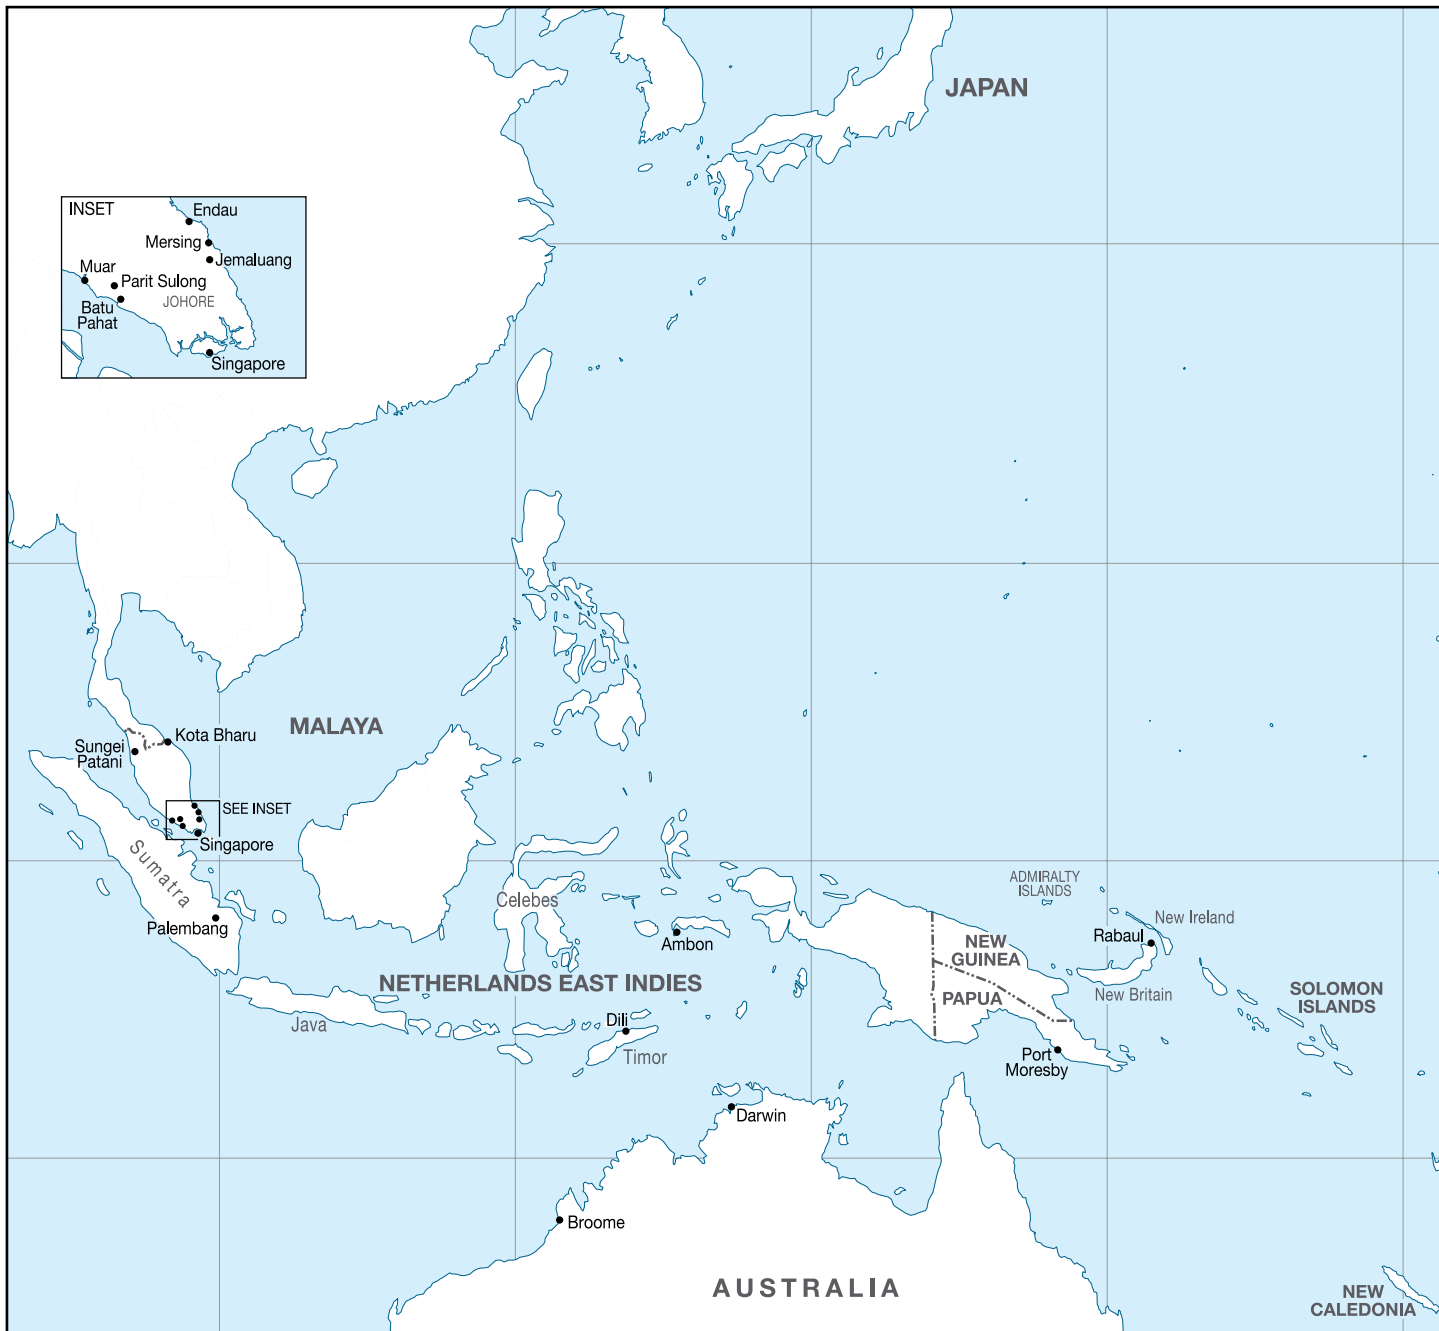 JAPAN
INSET
Endau
Mersing
Jemaluang
Muar
Parit Sulong
JOHORE
Batu
Pahat
Singapore
MALAYA
Kota Bharu
Sungei
Patani
SEE INSET
Singapore
Sumatra
Palembang
Celebes
Ambon
ADMIRALTY
ISLANDS
New Ireland
Rabaul
NEW
GUINEA
NETHERLANDS EAST INDIES
PAPUA
New Britain
SOLOMON
ISLANDS
Java
Dili
Timor
Port
Moresby
Darwin
Broome
AUSTRALIA
NEW
CALEDONIA